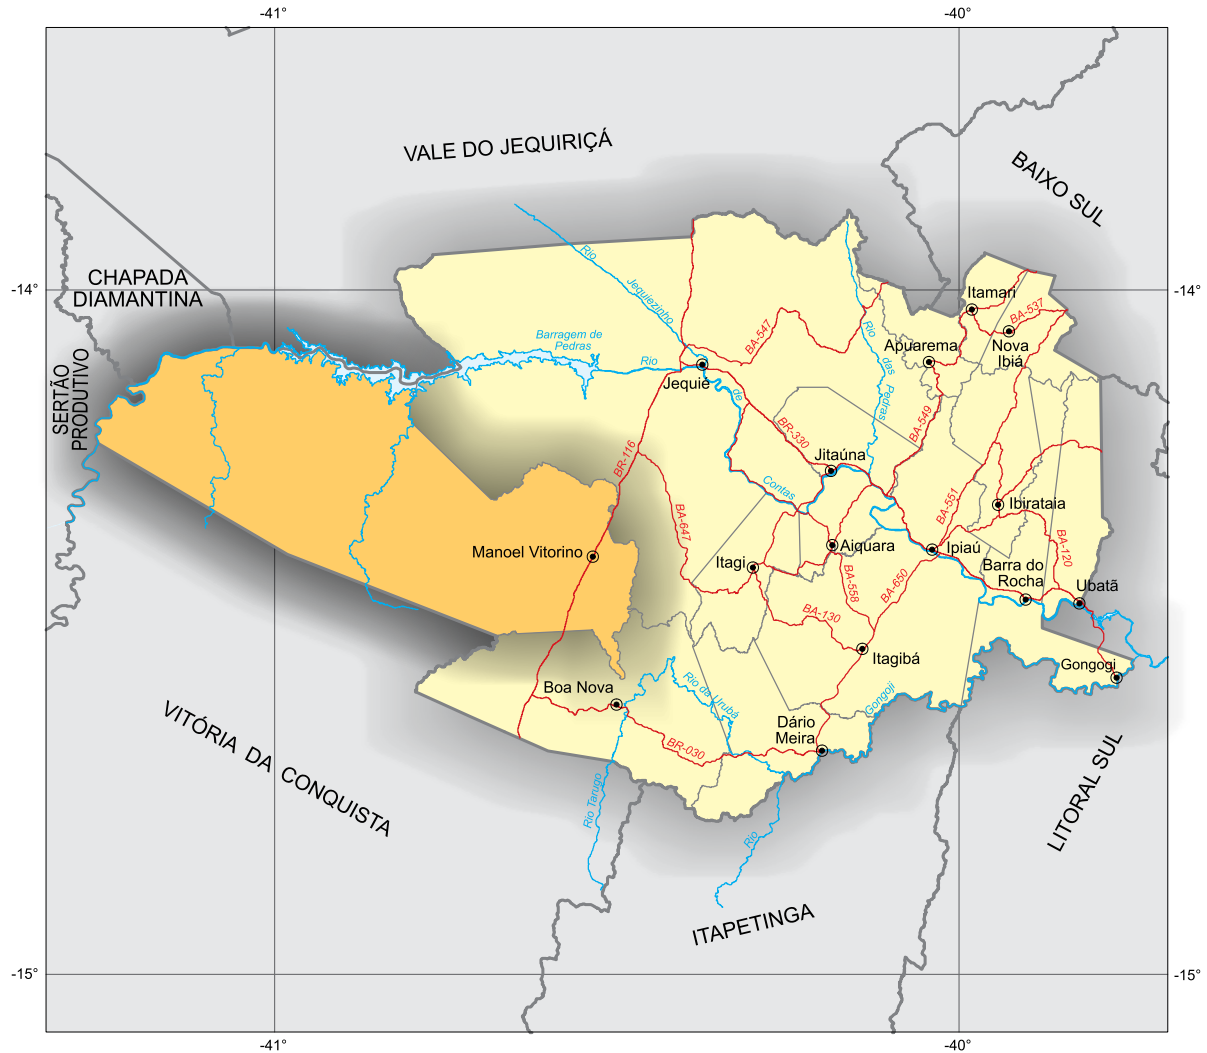 -41°
-40°
VALE DO JEQUIRIÇÁ
BAIXO SUL
CHAPADA
DIAMANTINA
-14°
-14°
SERTÃO
PRODUTIVO
Rio
Jequiezinho
Itamari
BA-537
Nova
Ibiá
Apuarema
BA-547
Rio
das
Pedras
Barragem de
Pedras
Rio
Jequié
de
BR-330
BA-549
Jitaúna
BR-116
Contas
BA-551
Ibirataia
BA-647
Manoel Vitorino
Itagi
Aiquara
Ipiaú
BA-120
Barra do
Rocha
Ubatã
BA-558
BA-650
BA-130
Itagibá
Gongogi
Boa Nova
Rio da Urubá
Gongoji
Dário
Meira
BR-030
VITÓRIA DA CONQUISTA
Rio Tarugo
Rio
LITORAL SUL
ITAPETINGA
-15°
-15°
-41°
-40°